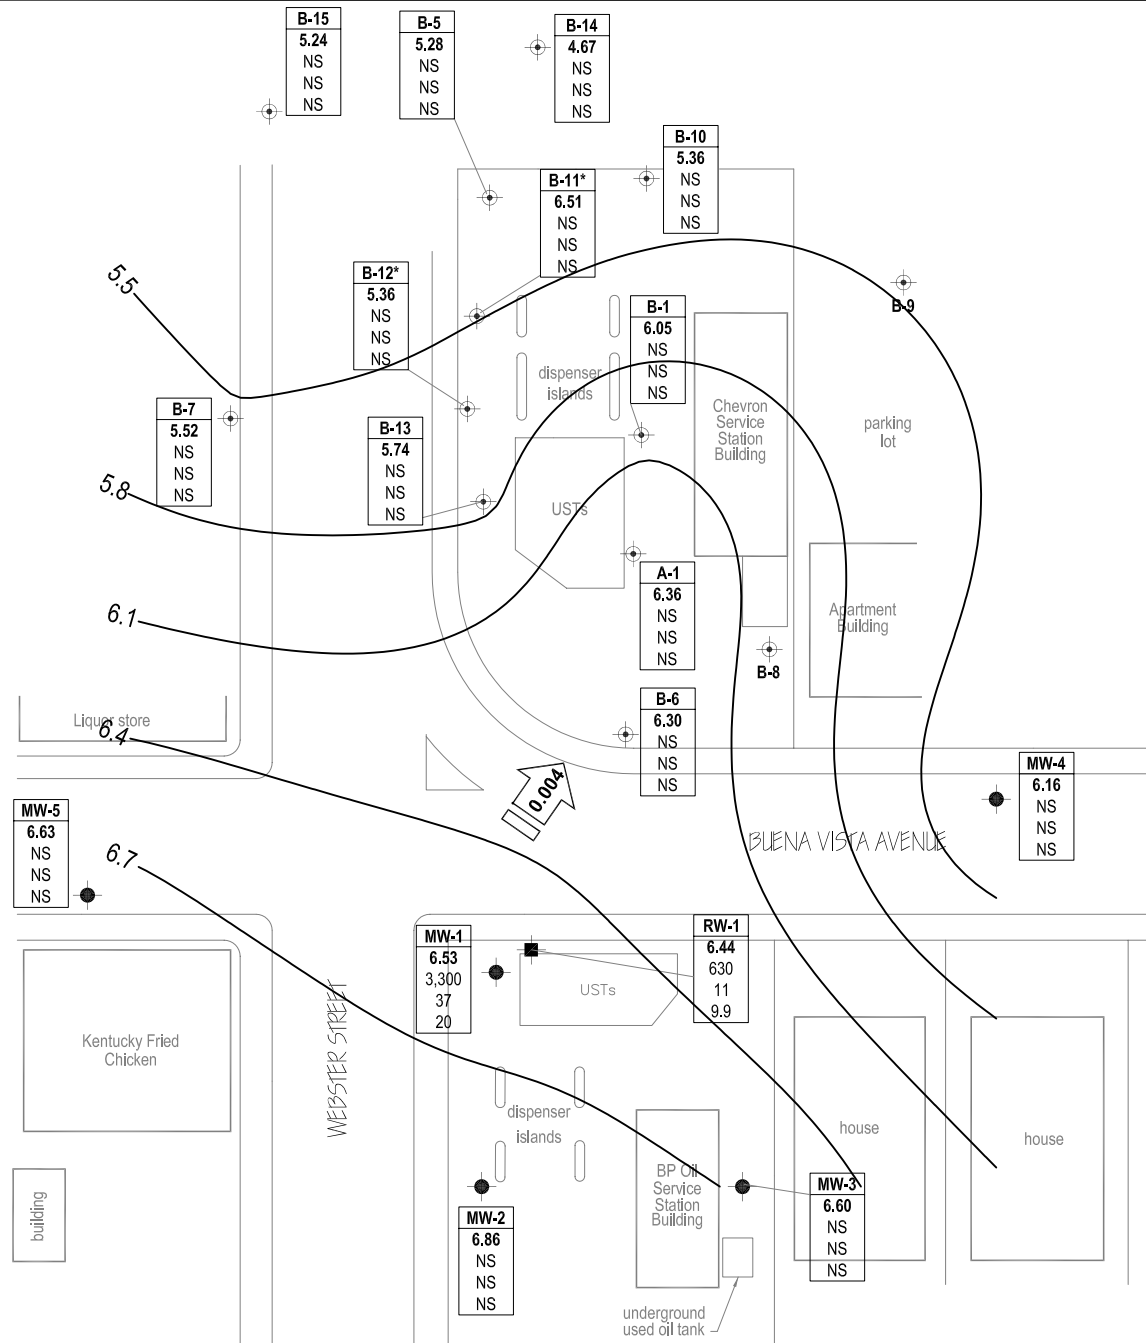 B-15
5.24
NS
NS
NS
B-5
5.28
NS
NS
NS
B-14
4.67
NS
NS
NS
B-10
5.36
NS
NS
NS
B-11*
6.51
NS
NS
NS
B-12*
5.36
NS
NS
NS
5.5
B-9
B-1
6.05
NS
NS
NS
dispenser
islands
B-7
5.52
NS
NS
NS
B-13
5.74
NS
NS
NS
Chevron
Service
Station
Building
parking
lot
5.8
USTs
A-1
6.36
NS
NS
NS
6.1
Apartment
Building
B-8
B-6
6.30
NS
NS
NS
Liquor store
6.4
0.004
MW-4
6.16
NS
NS
NS
MW-5
6.63
NS
NS
NS
6.7
BUENA VISTA AVENUE
MW-1
6.53
3,300
37
20
RW-1
6.44
630
11
9.9
USTs
WEBSTER STREET
Kentucky Fried
Chicken
dispenser
islands
house
house
BP Oil
Service
Station
Building
MW-3
6.60
NS
NS
NS
building
MW-2
6.86
NS
NS
NS
underground
used oil tank